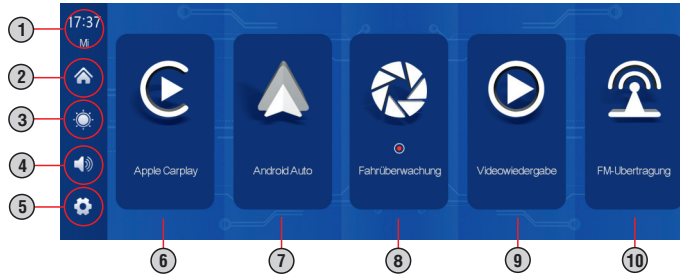 17:37
Mi
1
2
3
4
5
Apple Carplay
Android Auto
Fahrüberwachung
Videowiedergabe
FM-Ubertragung
6
7
8
9
10